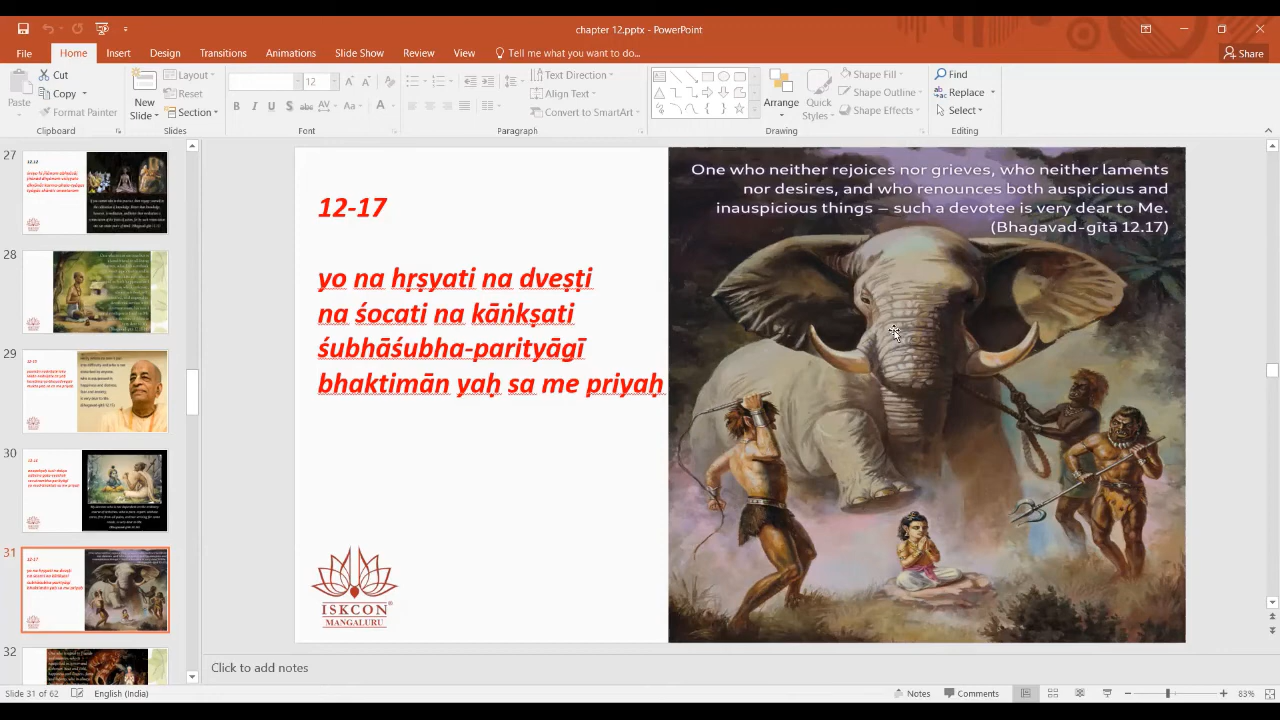 chapter 12.pptx - PowerPoint
File Home Insert Design Transitions Animations Slide Show Review View Tell me what you want to do... Share
Paste
Cut
Copy
Format Painter
Clipboard
New
Slide
Layout
Reset
Section
Slides
12
Font
Text Direction
Align Text
Convert to SmartArt
Paragraph
Arrange
Quick
Styles
Shape Fill
Shape Outline
Shape Effects
Drawing
Find
Replace
Select
Editing
27
28
29
30
31
32
12-17
yo na hṛṣyati na dveṣṭi
na śocati na kāṅkṣati
śubhāśubha-parityāgī
bhaktimān yaḥ sa me priyaḥ
ISKCON®
MANGALURU
One who neither rejoices nor grieves, who neither laments
nor desires, and who renounces both auspicious and
inauspicious things – such a devotee is very dear to Me.
(Bhagavad-gītā 12.17)
Click to add notes
Slide 31 of 62 English (India) Notes Comments 83%